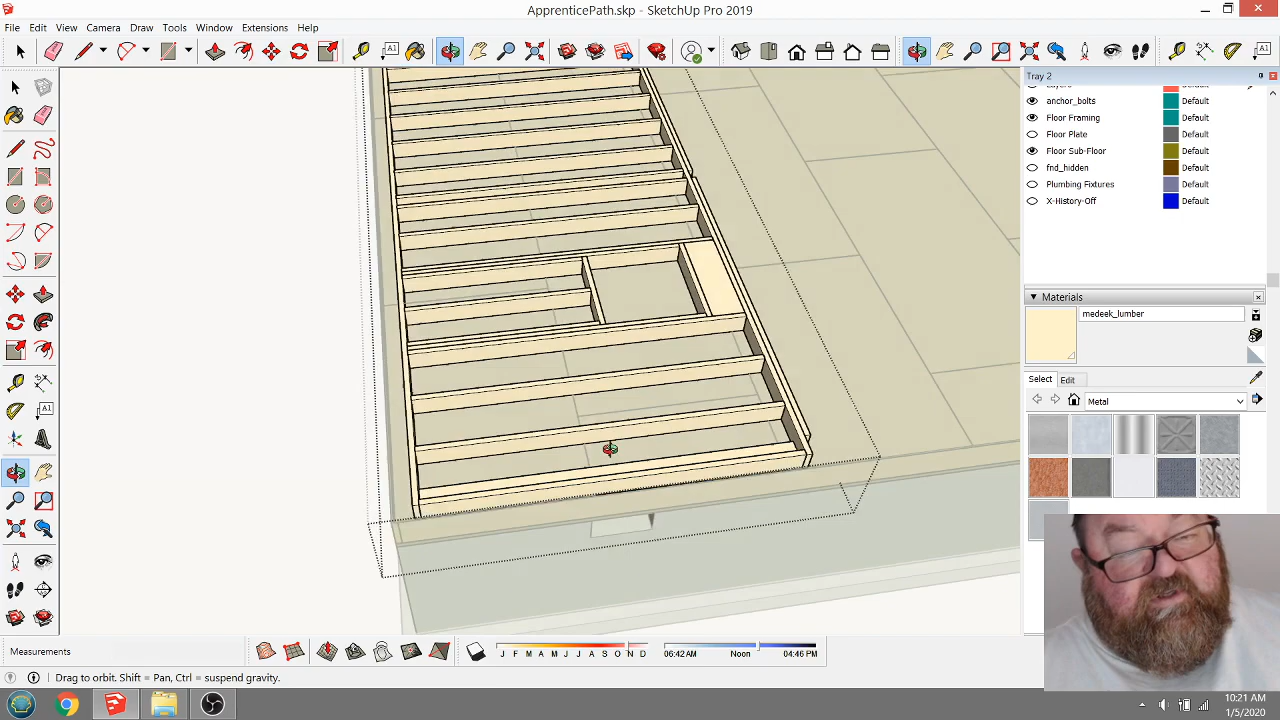 ApprenticePath.skp - SketchUp Pro 2019
File Edit View Camera Draw Tools Window Extensions Help
A1
A1
Tray 2
anchor_bolts Default
Floor Framing Default
Floor Plate Default
Floor Sub-Floor Default
fnd_hidden Default
Plumbing Fixtures Default
X-History-Off Default
Materials
medeek_lumber
Select Edit
Metal
A1
Measurements
J F M A M J J A S O N D
06:42 AM Noon 04:46 PM
Drag to orbit. Shift = Pan, Ctrl = suspend gravity.
10:21 AM
1/5/2020